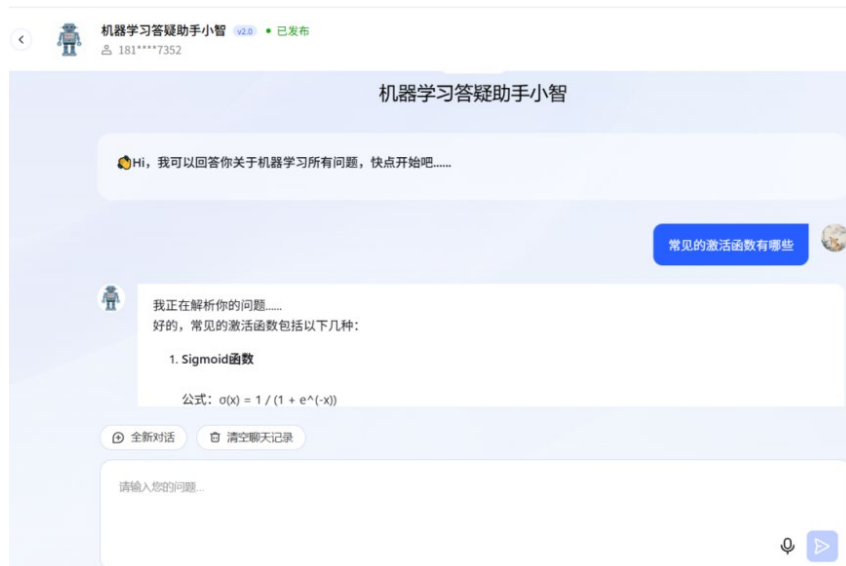 机器学习答疑助手小智 v2.0 • 已发布
181****7352
机器学习答疑助手小智
Hi，我可以回答你关于机器学习所有问题，快点开始吧......
常见的激活函数有哪些
我正在解析你的问题......
好的，常见的激活函数包括以下几种：
1. Sigmoid函数
公式：σ(x) = 1 / (1 + e^(-x))
全新对话 清空聊天记录
请输入您的问题...